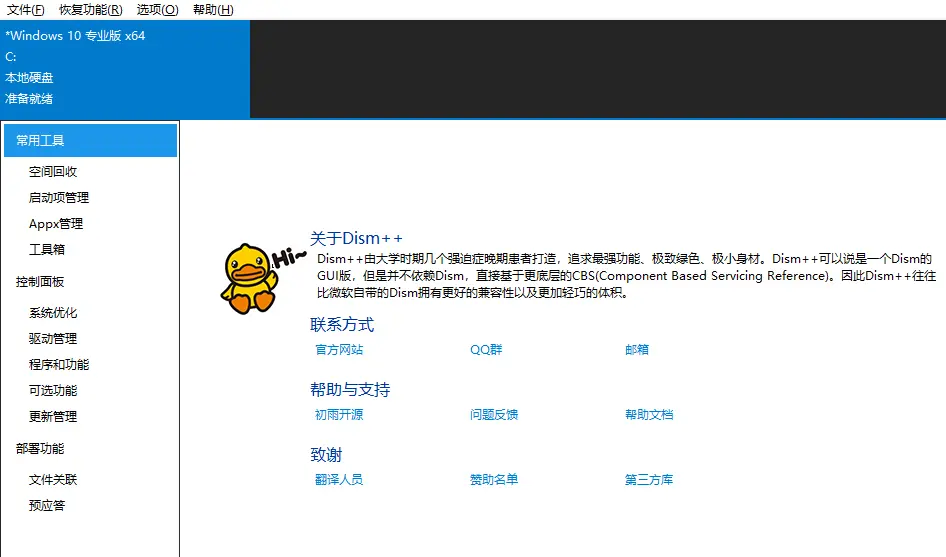 文件(F) 恢复功能(R) 选项(O) 帮助(H)
*Windows 10 专业版 x64
C:
本地硬盘
准备就绪
常用工具
空间回收
启动项管理
Appx管理
工具箱
控制面板
系统优化
驱动管理
程序和功能
可选功能
更新管理
部署功能
文件关联
预应答
Hi~
关于Dism++
Dism++由大学时期几个强迫症晚期患者打造，追求最强功能、极致绿色、极小身材。Dism++可以说是一个Dism的
GUI版，但是并不依赖Dism，直接基于更底层的CBS(Component Based Servicing Reference)。因此Dism++往往
比微软自带的Dism拥有更好的兼容性以及更加轻巧的体积。
联系方式
官方网站 QQ群 邮箱
帮助与支持
初雨开源 问题反馈 帮助文档
致谢
翻译人员 赞助名单 第三方库